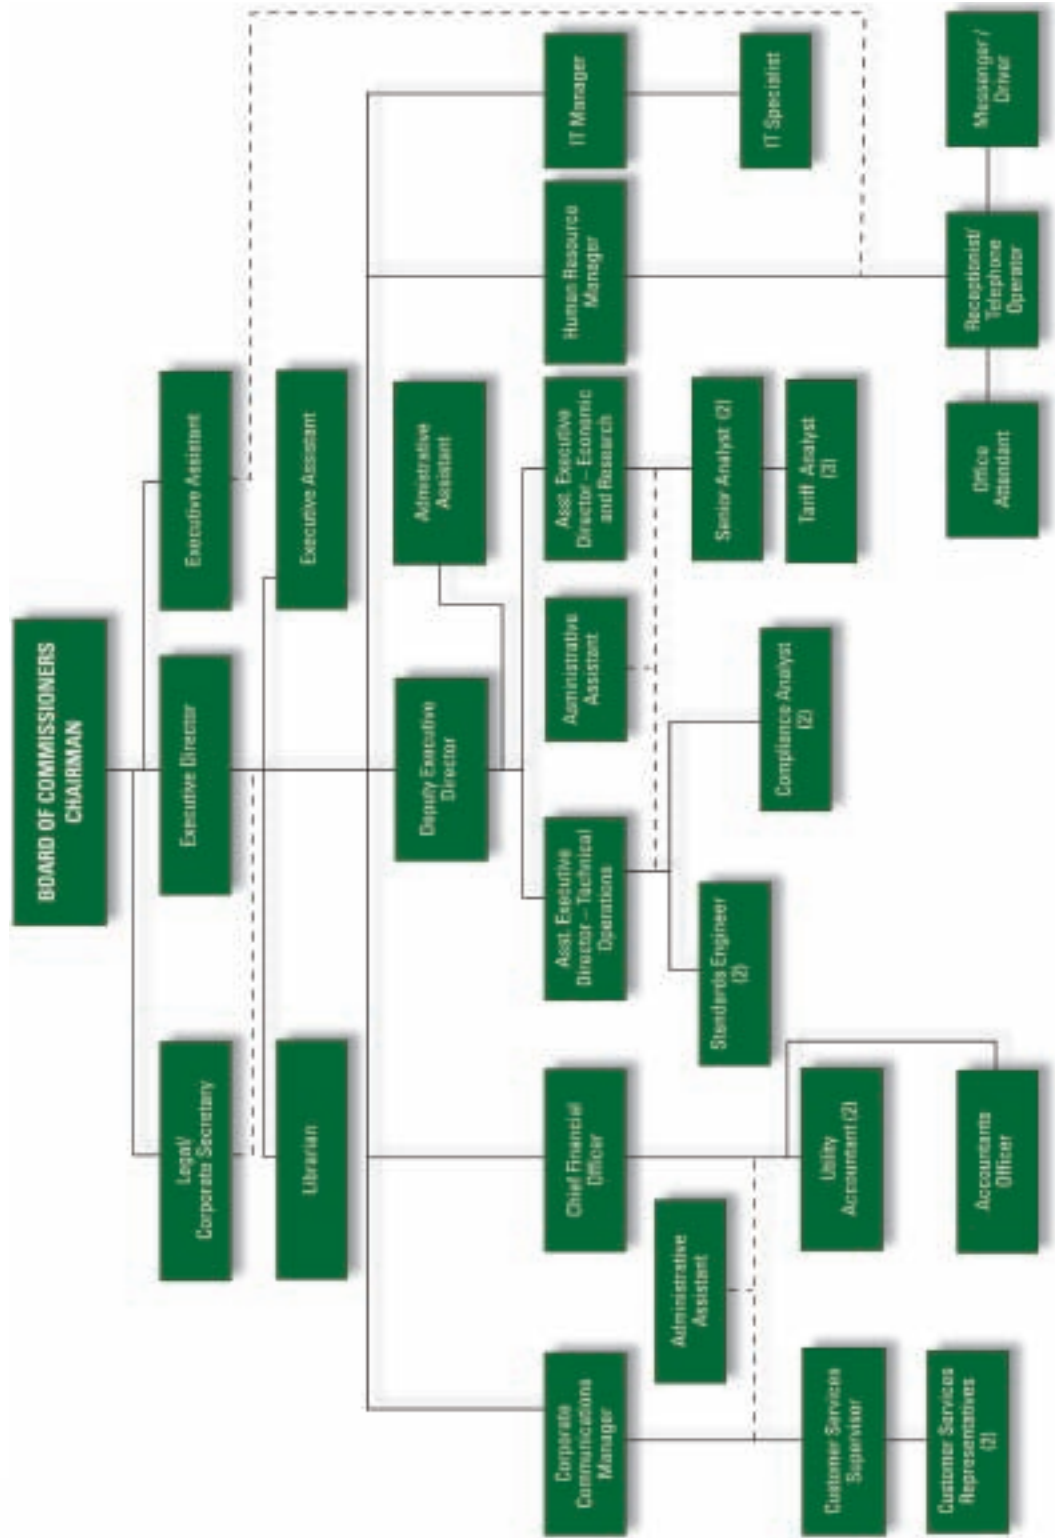 BOARD OF COMMISSIONERS
CHAIRMAN
Legal/
Corporate Secretary
Executive Director
Executive Assistant
Librarian
Executive Assistant
Deputy Executive
Director
Admistrative
Assistant
Corporate
Communications
Manager
Chief Financial
Officer
Asst. Executive
Director – Technical
Operations
Administrative
Assistant
Asst. Executive
Director – Economic
and Research
Human Resource
Manager
IT Manager
Administrative
Assistant
Standards Engineer
(2)
Compliance Analyst
(2)
Senior Analyst (2)
Tariff Analyst
(3)
IT Specialist
Customer Services
Supervisor
Customer Services
Representatives
(2)
Utility
Accountant (2)
Accountants
Officer
Office
Attendant
Receptionist/
Telephone
Operator
Messenger /
Driver